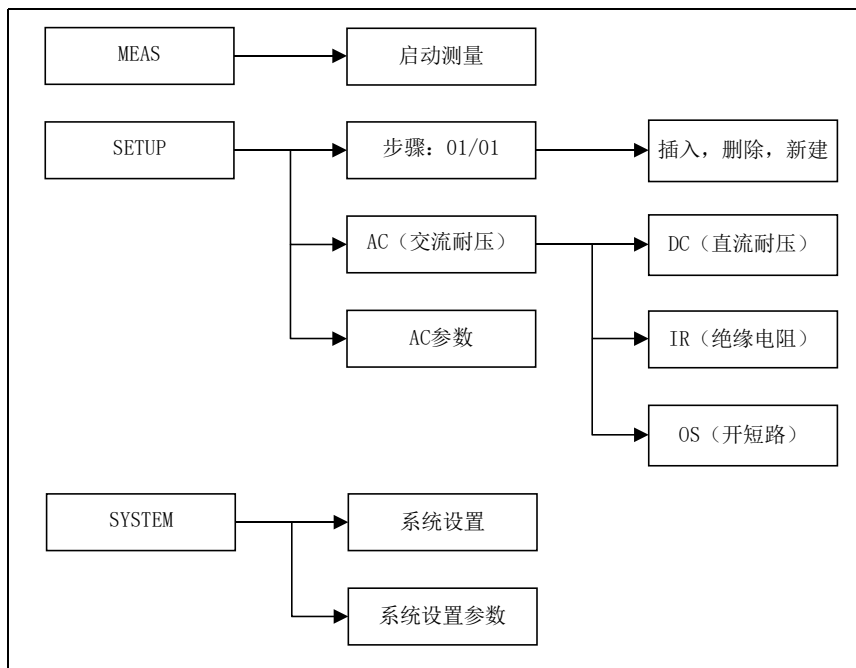 MEAS
启动测量
SETUP
步骤：01/01
插入，删除，新建
AC（交流耐压）
DC（直流耐压）
AC参数
IR（绝缘电阻）
OS（开短路）
SYSTEM
系统设置
系统设置参数